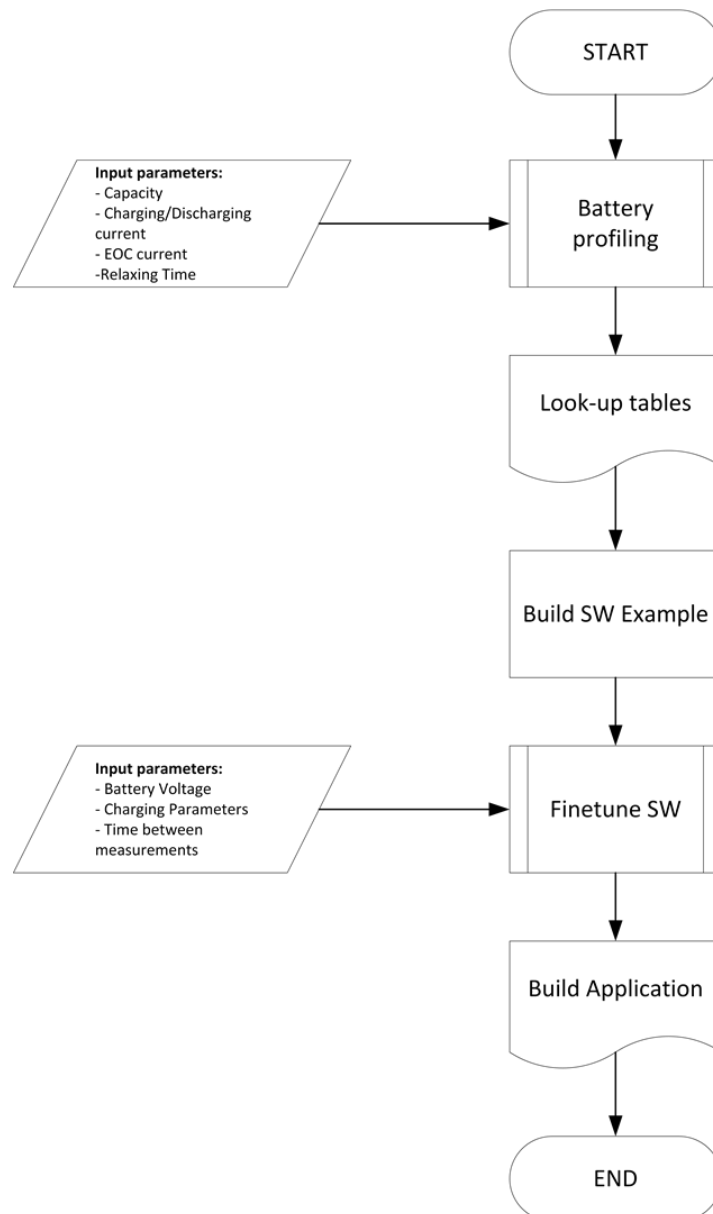 START
Input parameters:
- Capacity
- Charging/Discharging
current
- EOC current
-Relaxing Time
Battery
profiling
Look-up tables
Build SW Example
Input parameters:
- Battery Voltage
- Charging Parameters
- Time between
measurements
Finetune SW
Build Application
END